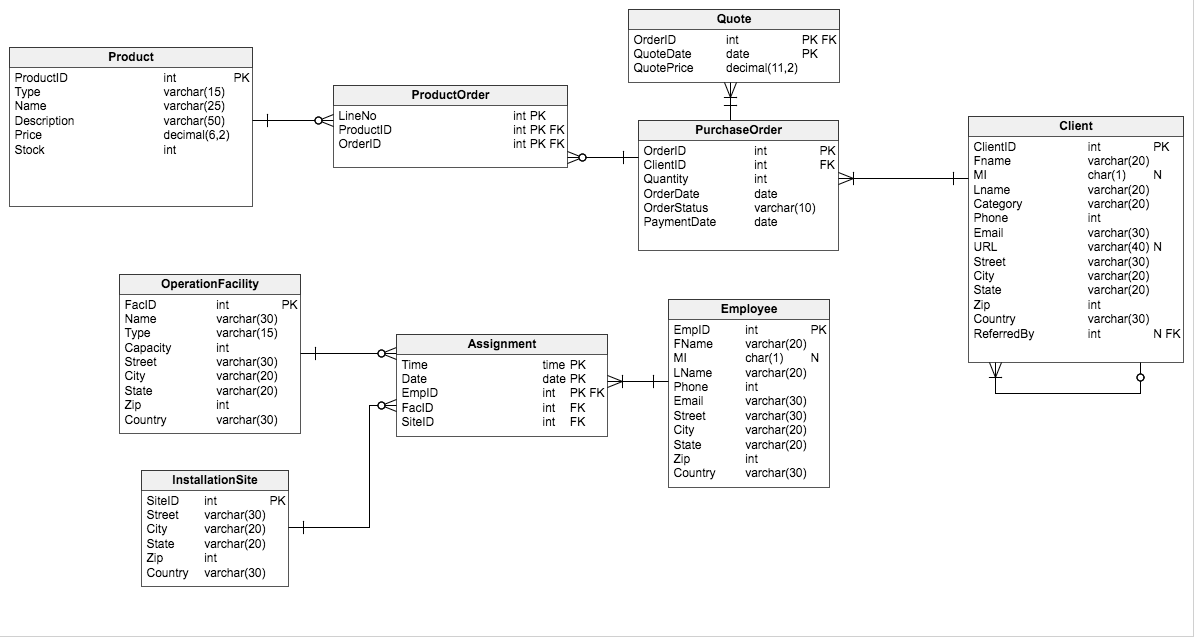 Quote
OrderID int PK FK
QuoteDate date PK
QuotePrice decimal(11,2)
Product
ProductID int PK
Type varchar(15)
Name varchar(25)
Description varchar(50)
Price decimal(6,2)
Stock int
ProductOrder
LineNo int PK
ProductID int PK FK
OrderID int PK FK
PurchaseOrder
OrderID int PK
ClientID int FK
Quantity int
OrderDate date
OrderStatus varchar(10)
PaymentDate date
Client
ClientID int PK
Fname varchar(20)
MI char(1) N
Lname varchar(20)
Category varchar(20)
Phone int
Email varchar(30)
URL varchar(40) N
Street varchar(30)
City varchar(20)
State varchar(20)
Zip int
Country varchar(30)
ReferredBy int N FK
OperationFacility
FacID int PK
Name varchar(30)
Type varchar(15)
Capacity int
Street varchar(30)
City varchar(20)
State varchar(20)
Zip int
Country varchar(30)
Assignment
Time time PK
Date date PK
EmpID int PK FK
FacID int FK
SiteID int FK
Employee
EmpID int PK
FName varchar(20)
MI char(1) N
LName varchar(20)
Phone int
Email varchar(30)
Street varchar(30)
City varchar(20)
State varchar(20)
Zip int
Country varchar(30)
InstallationSite
SiteID int PK
Street varchar(30)
City varchar(20)
State varchar(20)
Zip int
Country varchar(30)